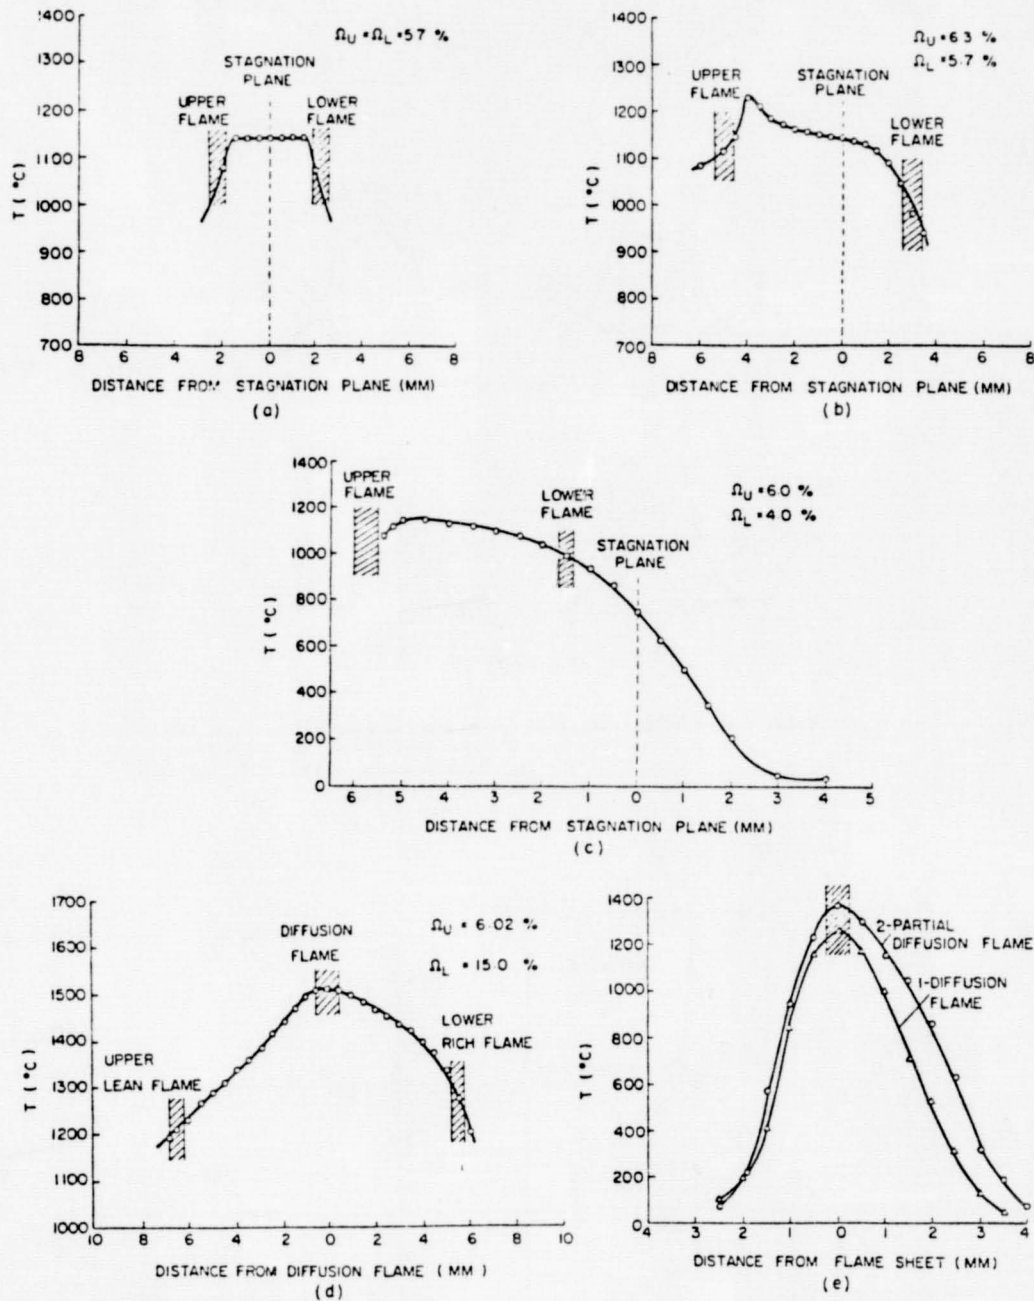 1400
1300
1200
1100
1000
900
800
700
T (°C)
Ω_U = Ω_L = 5.7 %
STAGNATION
PLANE
UPPER
FLAME
LOWER
FLAME
8 6 4 2 0 2 4 6 8
DISTANCE FROM STAGNATION PLANE (MM)
(a)
1400
1300
1200
1100
1000
900
800
700
T (°C)
Ω_U = 6.3 %
Ω_L = 5.7 %
UPPER
FLAME
STAGNATION
PLANE
LOWER
FLAME
8 6 4 2 0 2 4 6 8
DISTANCE FROM STAGNATION PLANE (MM)
(b)
1400
1200
1000
800
600
400
200
0
T (°C)
UPPER
FLAME
LOWER
FLAME
STAGNATION
PLANE
Ω_U = 6.0 %
Ω_L = 4.0 %
6 5 4 3 2 1 0 1 2 3 4 5
DISTANCE FROM STAGNATION PLANE (MM)
(c)
1700
1600
1500
1400
1300
1200
1100
1000
T (°C)
DIFFUSION
FLAME
Ω_U = 6.02 %
Ω_L = 15.0 %
UPPER
LEAN FLAME
LOWER
RICH FLAME
10 8 6 4 2 0 2 4 6 8 10
DISTANCE FROM DIFFUSION FLAME (MM)
(d)
1400
1200
1000
800
600
400
200
0
T (°C)
2-PARTIAL
DIFFUSION FLAME
1-DIFFUSION
FLAME
4 3 2 1 0 1 2 3 4
DISTANCE FROM FLAME SHEET (MM)
(e)